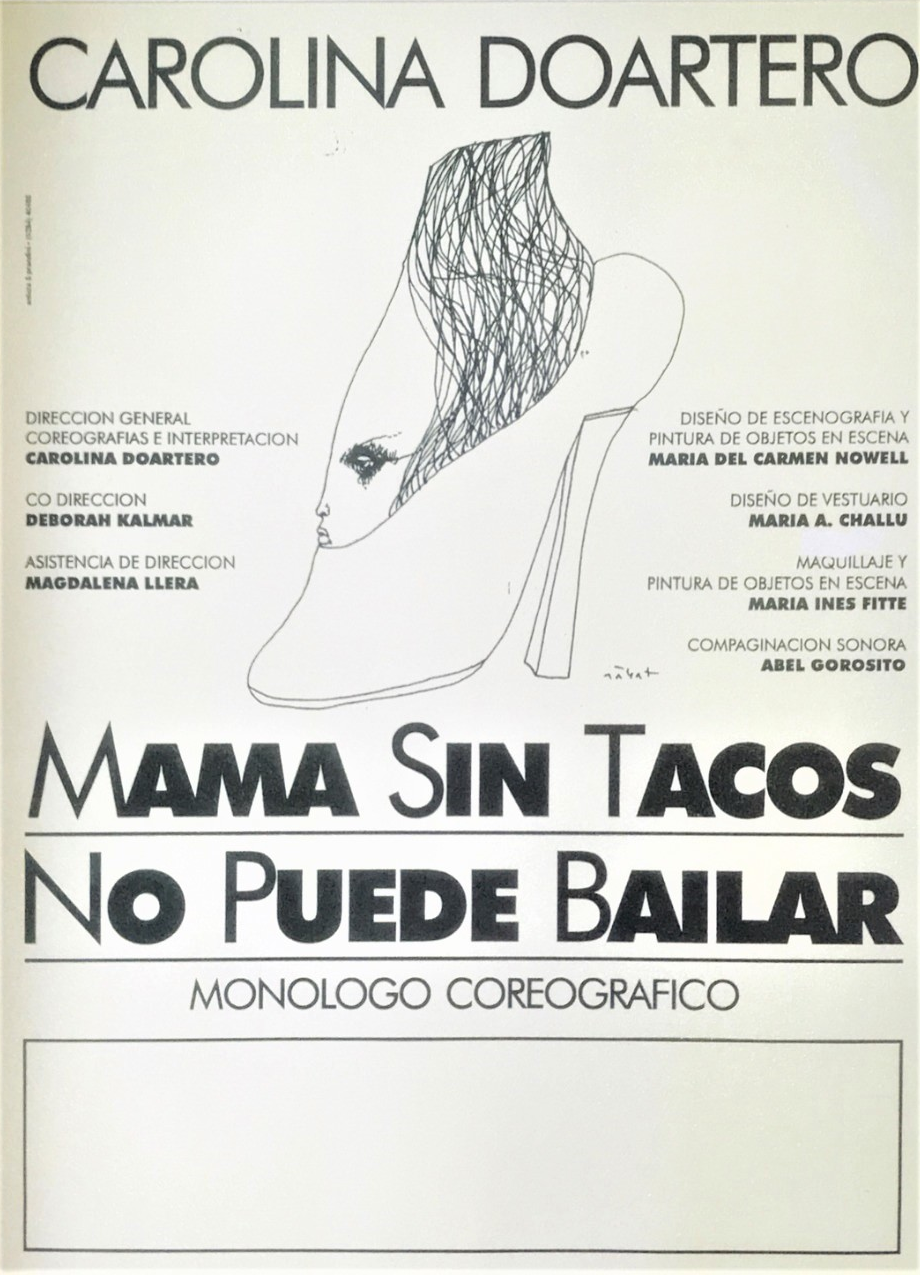 CAROLINA DOARTERO
DIRECCION GENERAL
COREOGRAFIAS E INTERPRETACION
CAROLINA DOARTERO
CO DIRECCION
DEBORAH KALMAR
ASISTENCIA DE DIRECCION
MAGDALENA LLERA
DISEÑO DE ESCENOGRAFIA Y
PINTURA DE OBJETOS EN ESCENA
MARIA DEL CARMEN NOWELL
DISEÑO DE VESTUARIO
MARIA A. CHALLU
MAQUILLAJE Y
PINTURA DE OBJETOS EN ESCENA
MARIA INES FITTE
COMPAGINACION SONORA
ABEL GOROSITO
MAMA SIN TACOS
NO PUEDE BAILAR
MONOLOGO COREOGRAFICO